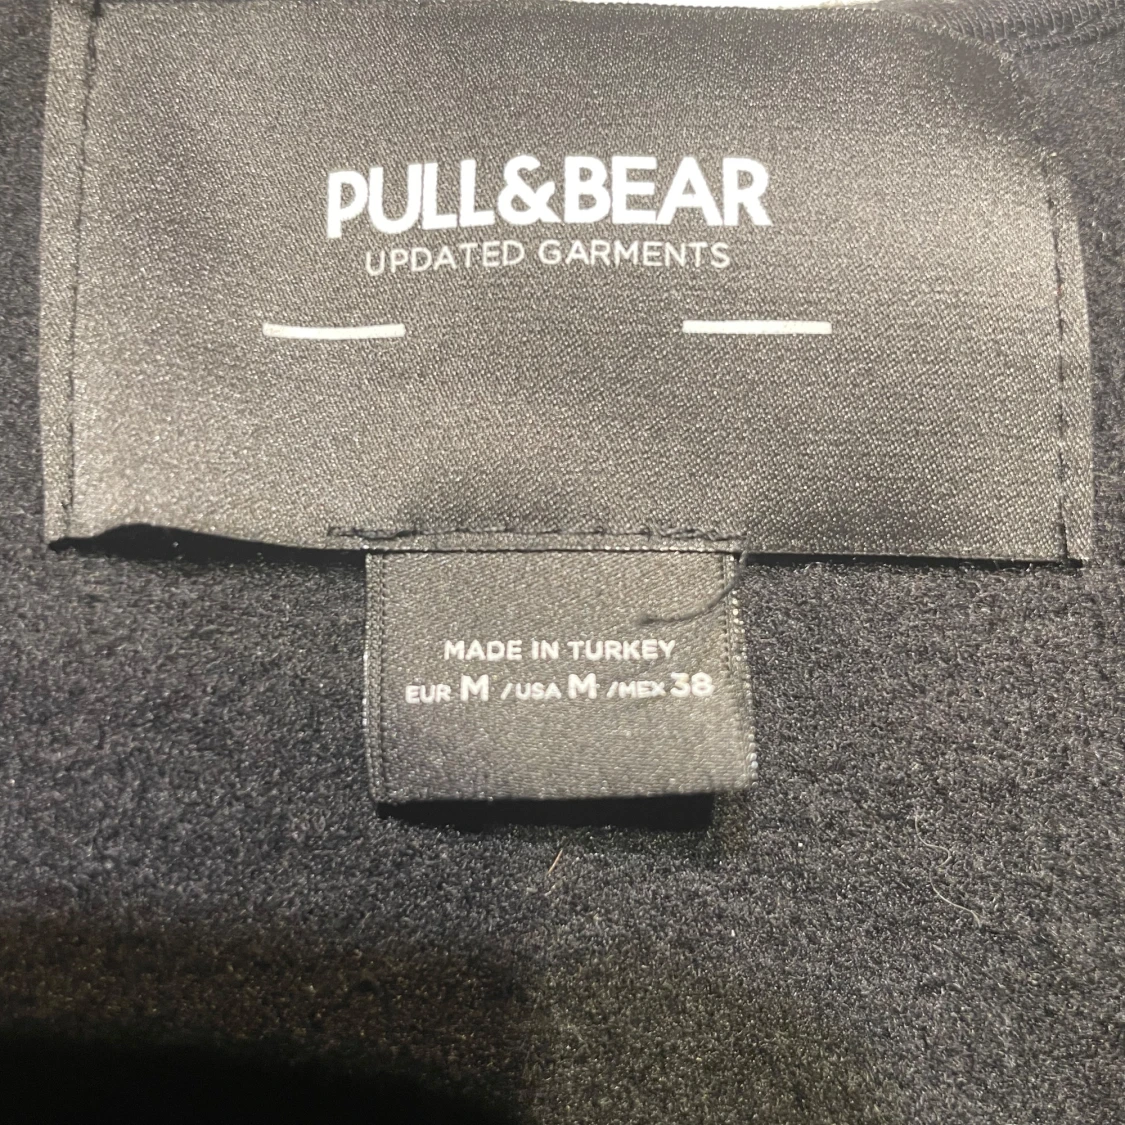 PULL&BEAR
UPDATED GARMENTS
MADE IN TURKEY
EUR M /USA M /MEX 38